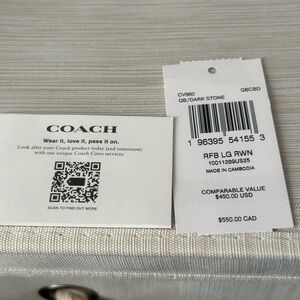 COACH
Wear it, love it, pass it on.
Look after your Coach product today (and tomorrow)
with our unique Coach Cares services.
SCAN TO FIND OUT MORE
CV960 QBCBD
QB/DARK STONE
1 96395 54155 3
RFB LG RWN
10011289US25
MADE IN CAMBODIA
COMPARABLE VALUE
$450.00 USD
$550.00 CAD